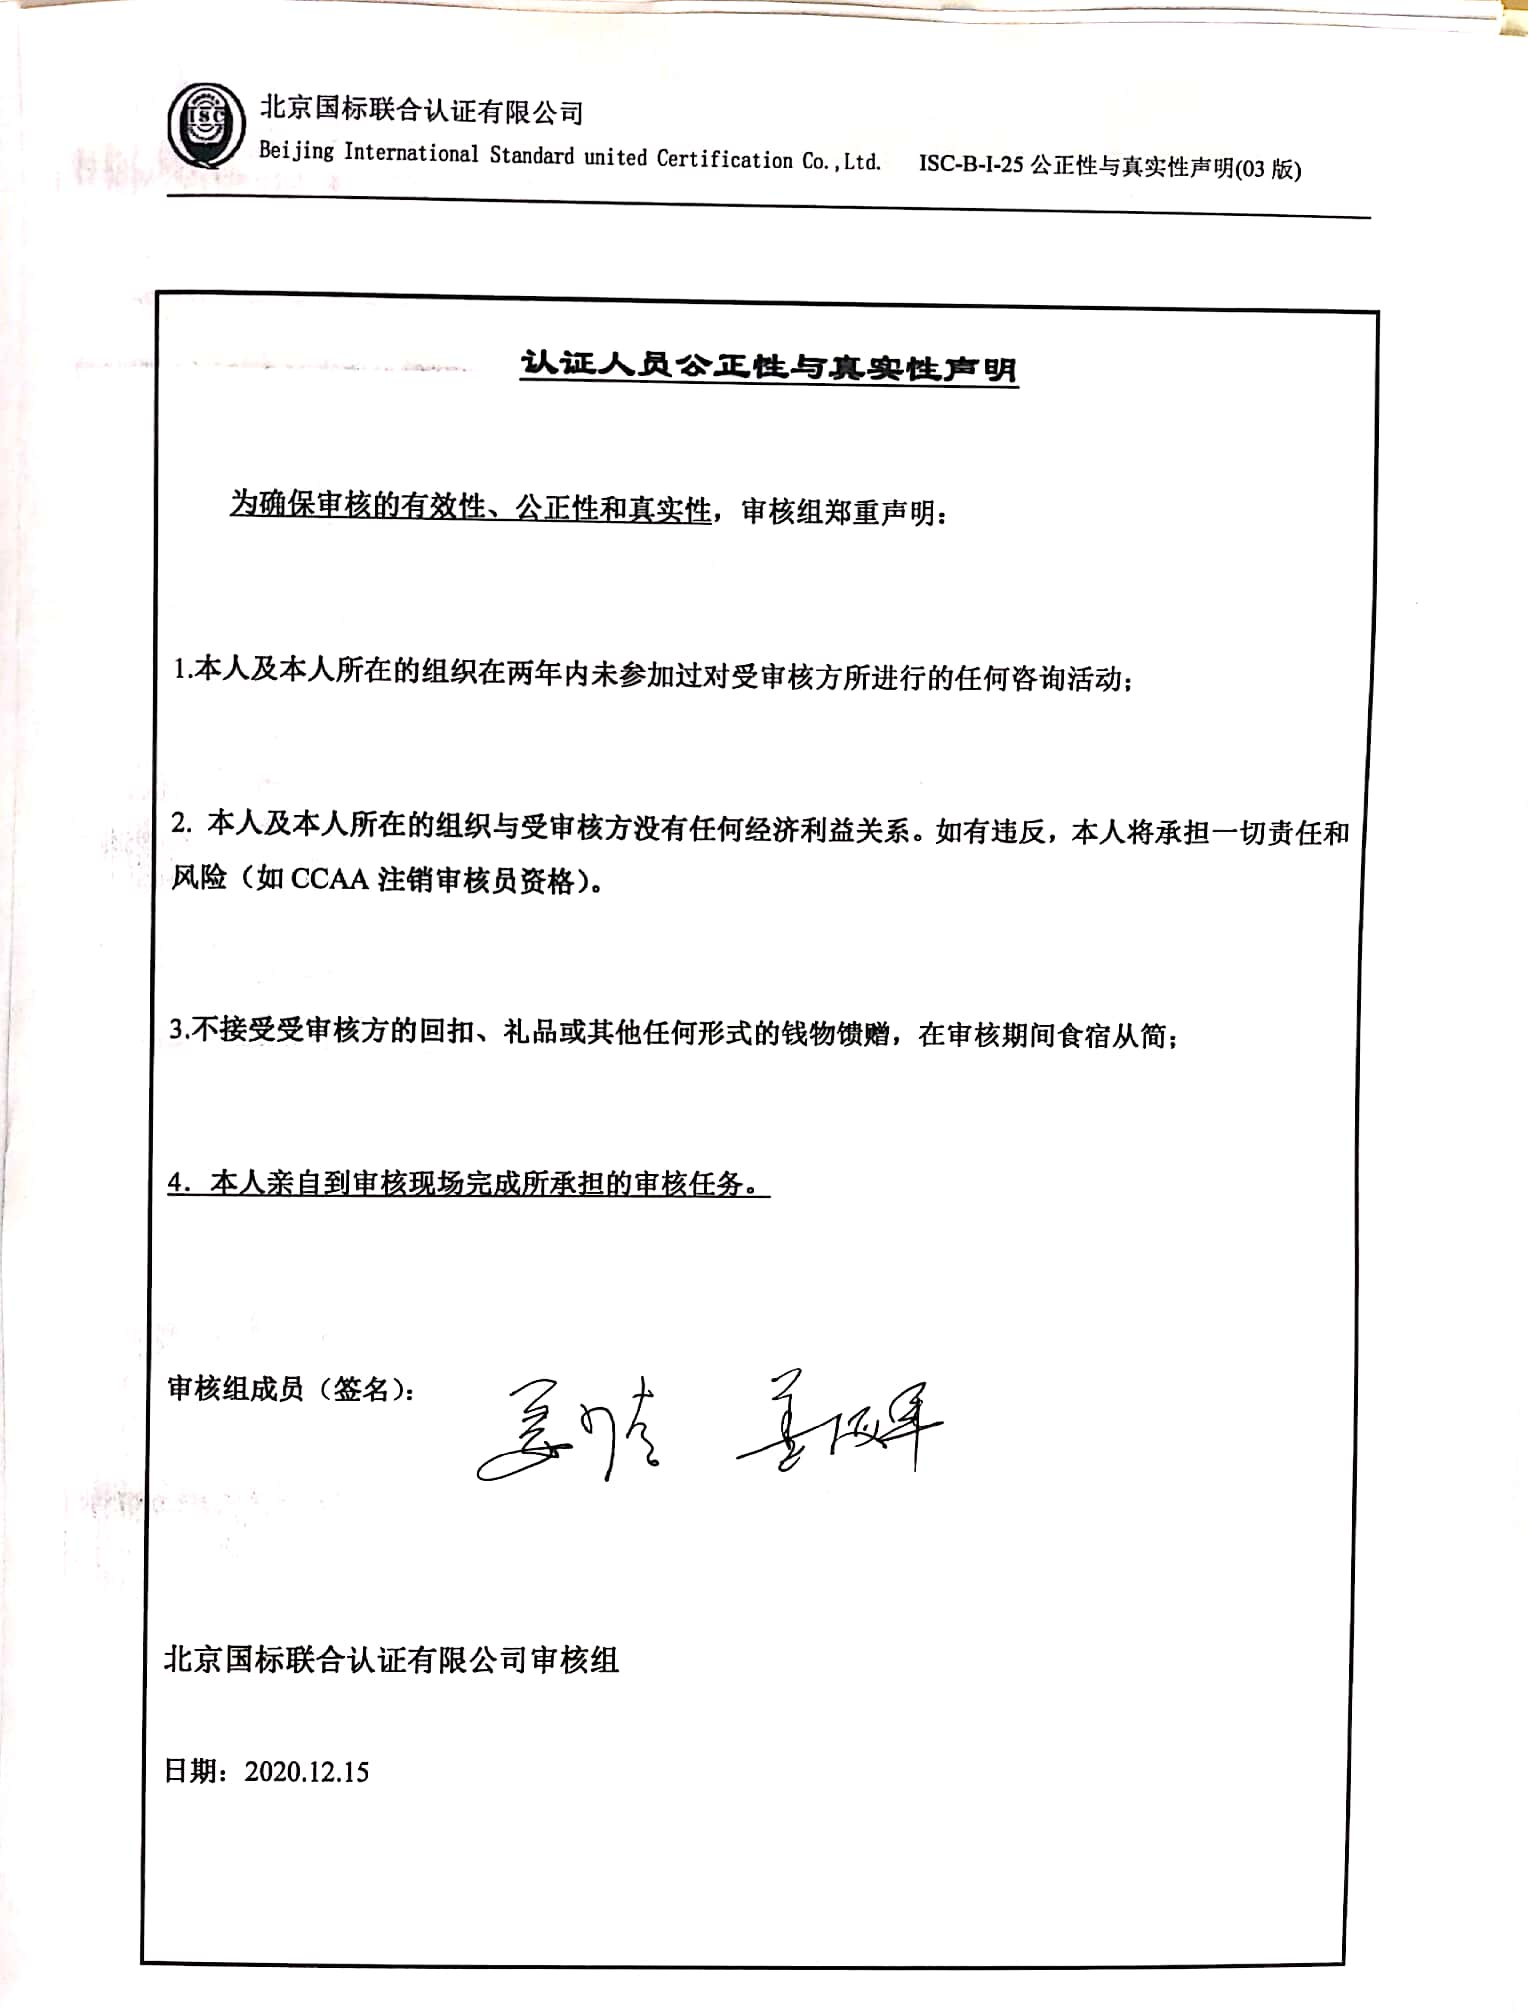 ISC
北京国标联合认证有限公司
Beijing International Standard united Certification Co.,Ltd. ISC-B-I-25 公正性与真实性声明(03 版)
认证人员公正性与真实性声明
为确保审核的有效性、公正性和真实性，审核组郑重声明：
1.本人及本人所在的组织在两年内未参加过对受审核方所进行的任何咨询活动；
2. 本人及本人所在的组织与受审核方没有任何经济利益关系。如有违反，本人将承担一切责任和
风险（如 CCAA 注销审核员资格）。
3.不接受受审核方的回扣、礼品或其他任何形式的钱物馈赠，在审核期间食宿从简；
4. 本人亲自到审核现场完成所承担的审核任务。
审核组成员（签名）：
北京国标联合认证有限公司审核组
日期：2020.12.15